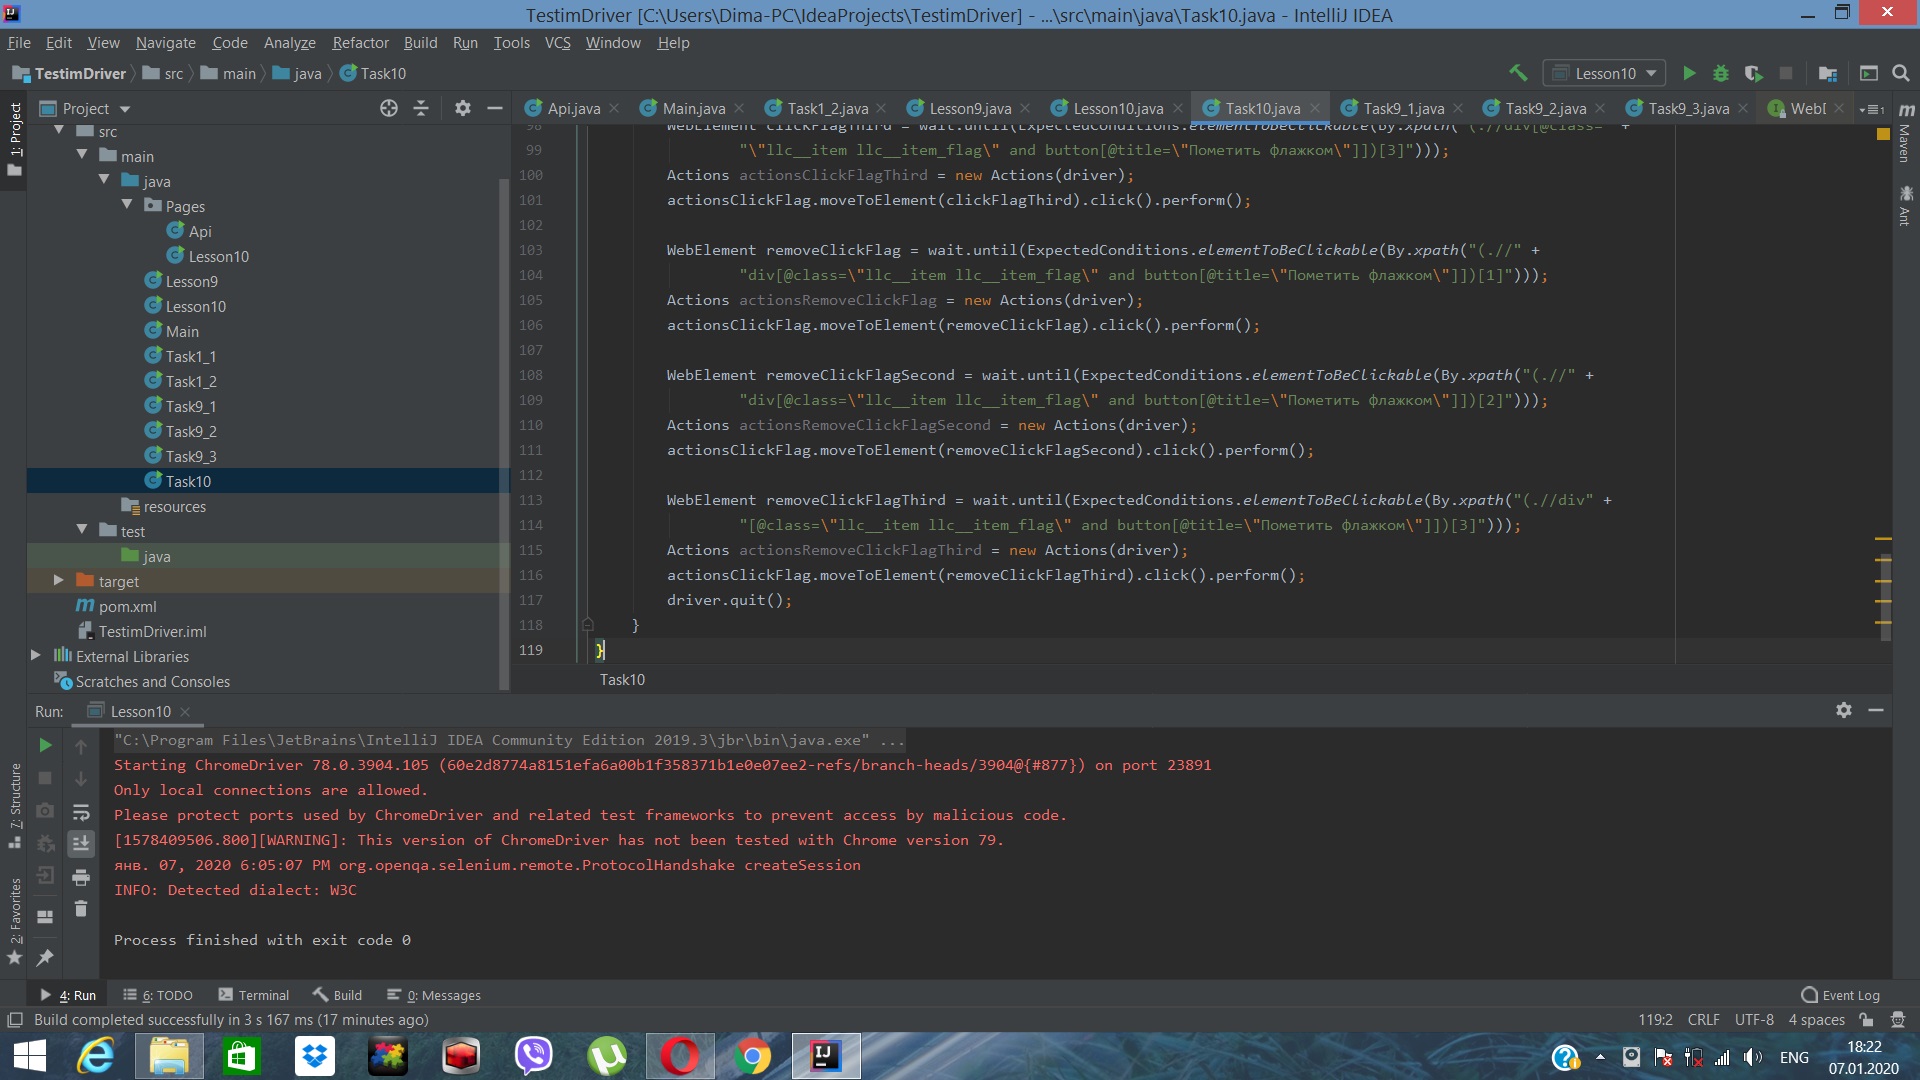 TestimDriver [C:\Users\Dima-PC\IdeaProjects\TestimDriver] - ...\src\main\java\Task10.java - IntelliJ IDEA
File Edit View Navigate Code Analyze Refactor Build Run Tools VCS Window Help
TestimDriver src main java Task10
Lesson10
1: Project
Project
Api.java Main.java Task1_2.java Lesson9.java Lesson10.java Task10.java Task9_1.java Task9_2.java Task9_3.java WebI
Maven
Ant
src
main
java
Pages
Api
Lesson10
Lesson9
Lesson10
Main
Task1_1
Task1_2
Task9_1
Task9_2
Task9_3
Task10
resources
test
java
target
pom.xml
TestimDriver.iml
External Libraries
Scratches and Consoles
98 WebElement clickFlagThird = wait.until(ExpectedConditions.elementToBeClickable(By.xpath("(.//div[@class=" +
99 "\"llc__item llc__item_flag\" and button[@title=\"Пометить флажком\"]])[3]")));
100 Actions actionsClickFlagThird = new Actions(driver);
101 actionsClickFlag.moveToElement(clickFlagThird).click().perform();
102
103 WebElement removeClickFlag = wait.until(ExpectedConditions.elementToBeClickable(By.xpath("(.//" +
104 "div[@class=\"llc__item llc__item_flag\" and button[@title=\"Пометить флажком\"]])[1]")));
105 Actions actionsRemoveClickFlag = new Actions(driver);
106 actionsClickFlag.moveToElement(removeClickFlag).click().perform();
107
108 WebElement removeClickFlagSecond = wait.until(ExpectedConditions.elementToBeClickable(By.xpath("(.//" +
109 "div[@class=\"llc__item llc__item_flag\" and button[@title=\"Пометить флажком\"]])[2]")));
110 Actions actionsRemoveClickFlagSecond = new Actions(driver);
111 actionsClickFlag.moveToElement(removeClickFlagSecond).click().perform();
112
113 WebElement removeClickFlagThird = wait.until(ExpectedConditions.elementToBeClickable(By.xpath("(.//div" +
114 "[@class=\"llc__item llc__item_flag\" and button[@title=\"Пометить флажком\"]])[3]")));
115 Actions actionsRemoveClickFlagThird = new Actions(driver);
116 actionsClickFlag.moveToElement(removeClickFlagThird).click().perform();
117 driver.quit();
118 }
119 }
Task10
Run: Lesson10
"C:\Program Files\JetBrains\IntelliJ IDEA Community Edition 2019.3\jbr\bin\java.exe" ...
Starting ChromeDriver 78.0.3904.105 (60e2d8774a8151efa6a00b1f358371b1e0e07ee2-refs/branch-heads/3904@{#877}) on port 23891
Only local connections are allowed.
Please protect ports used by ChromeDriver and related test frameworks to prevent access by malicious code.
[1578409506.800][WARNING]: This version of ChromeDriver has not been tested with Chrome version 79.
янв. 07, 2020 6:05:07 PM org.openqa.selenium.remote.ProtocolHandshake createSession
INFO: Detected dialect: W3C
Process finished with exit code 0
7: Structure
2: Favorites
4: Run 6: TODO Terminal Build 0: Messages Event Log
Build completed successfully in 3 s 167 ms (17 minutes ago) 119:2 CRLF UTF-8 4 spaces
ENG
18:22
07.01.2020